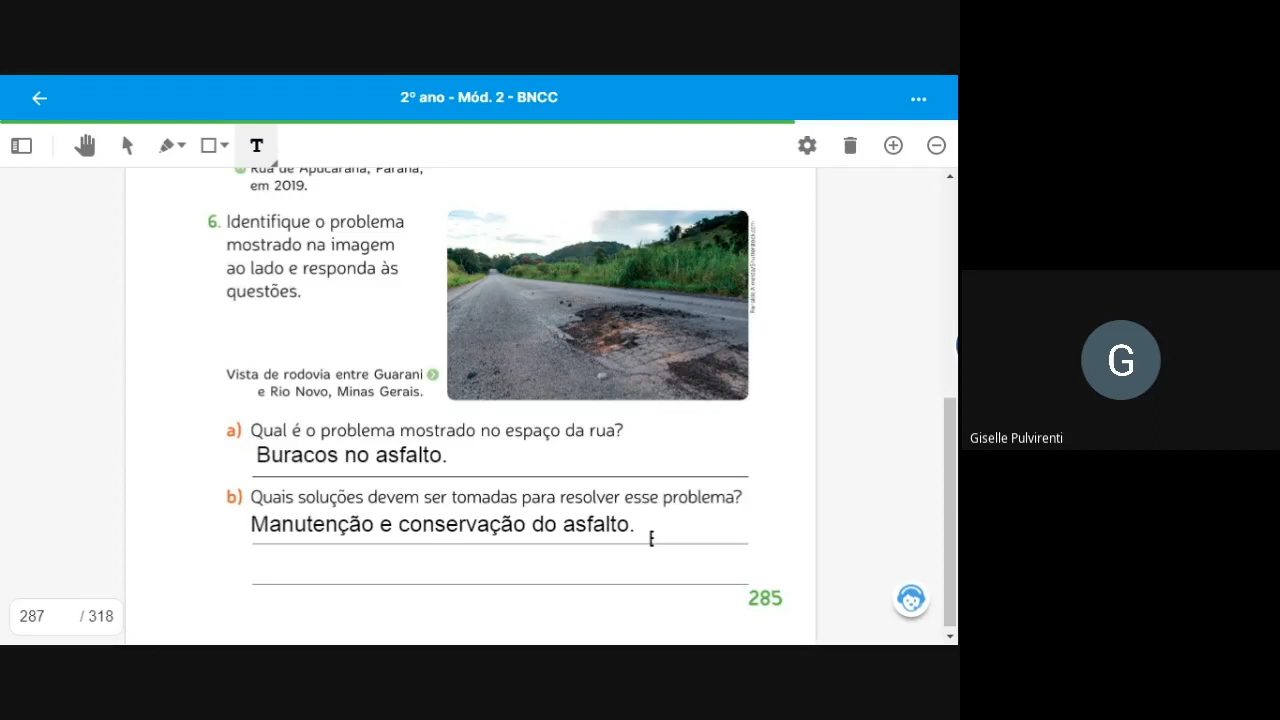 2º ano - Mód. 2 - BNCC
T
Rua de Apucarana, Paraná,
em 2019.
6. Identifique o problema
mostrado na imagem
ao lado e responda às
questões.
Vista de rodovia entre Guarani
e Rio Novo, Minas Gerais.
a) Qual é o problema mostrado no espaço da rua?
Buracos no asfalto.
b) Quais soluções devem ser tomadas para resolver esse problema?
Manutenção e conservação do asfalto.
285
287 / 318
G
Giselle Pulvirenti